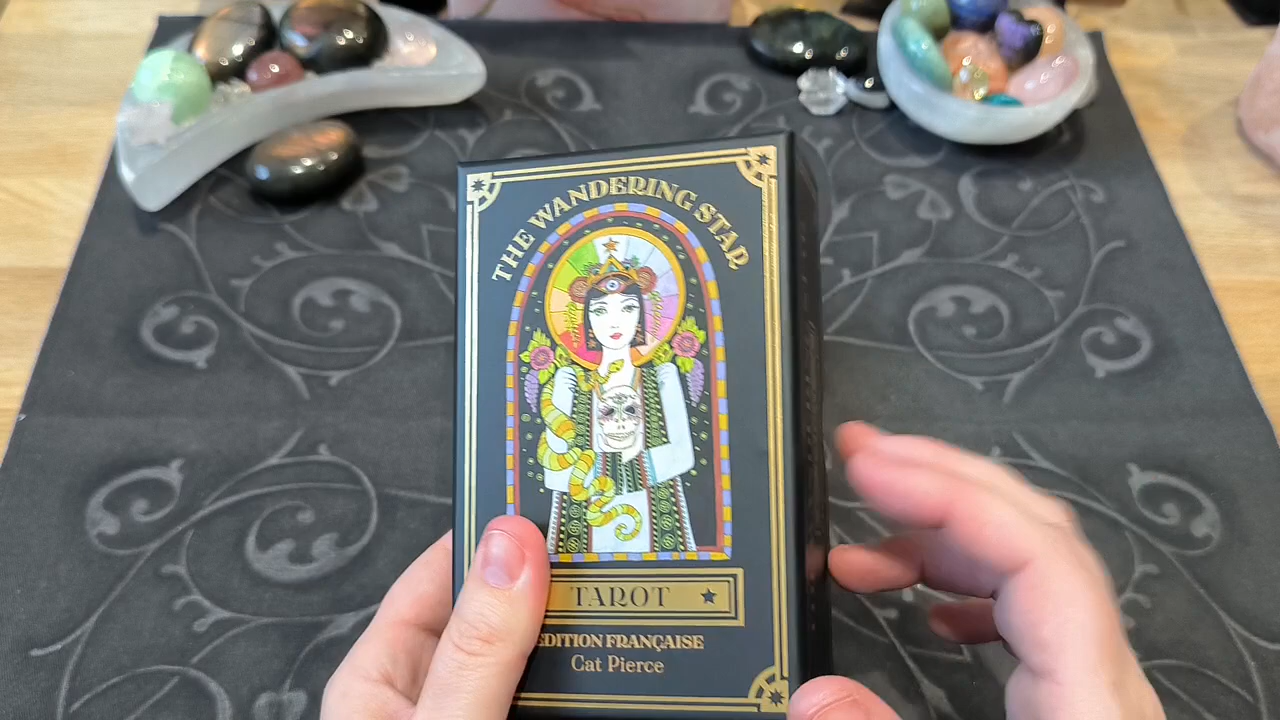 THE WANDERING STAR
TAROT
EDITION FRANÇAISE
Cat Pierce